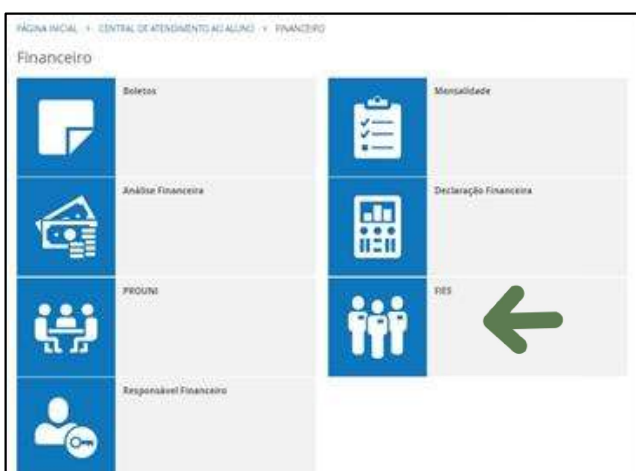 PÁGINA INICIAL > CENTRAL DE ATENDIMENTO AO ALUNO > FINANCEIRO
Financeiro
Boletos
Mensalidade
Análise Financeira
Declaração Financeira
PROUNI
FIES
Responsável Financeiro